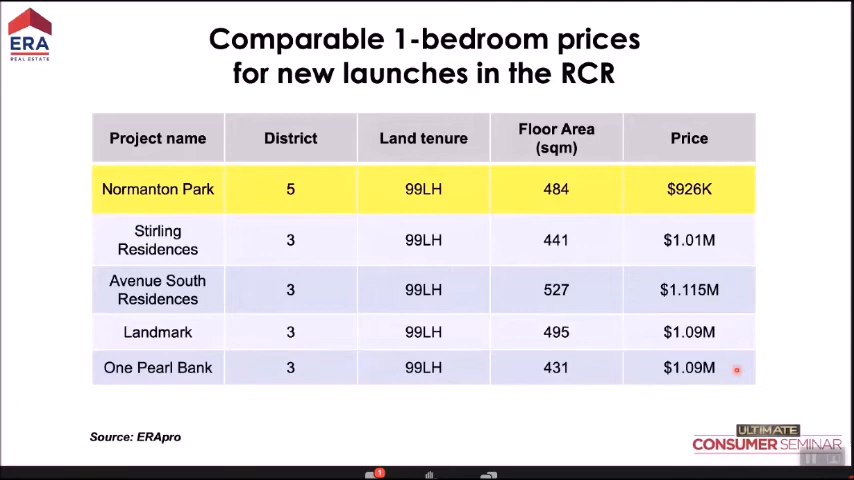 ERA
REAL ESTATE
Comparable 1-bedroom prices
for new launches in the RCR
Project name District Land tenure Floor Area (sqm) Price
Normanton Park 5 99LH 484 $926K
Stirling Residences 3 99LH 441 $1.01M
Avenue South Residences 3 99LH 527 $1.115M
Landmark 3 99LH 495 $1.09M
One Pearl Bank 3 99LH 431 $1.09M
Source: ERApro
ULTIMATE
CONSUMER SEMINAR
1